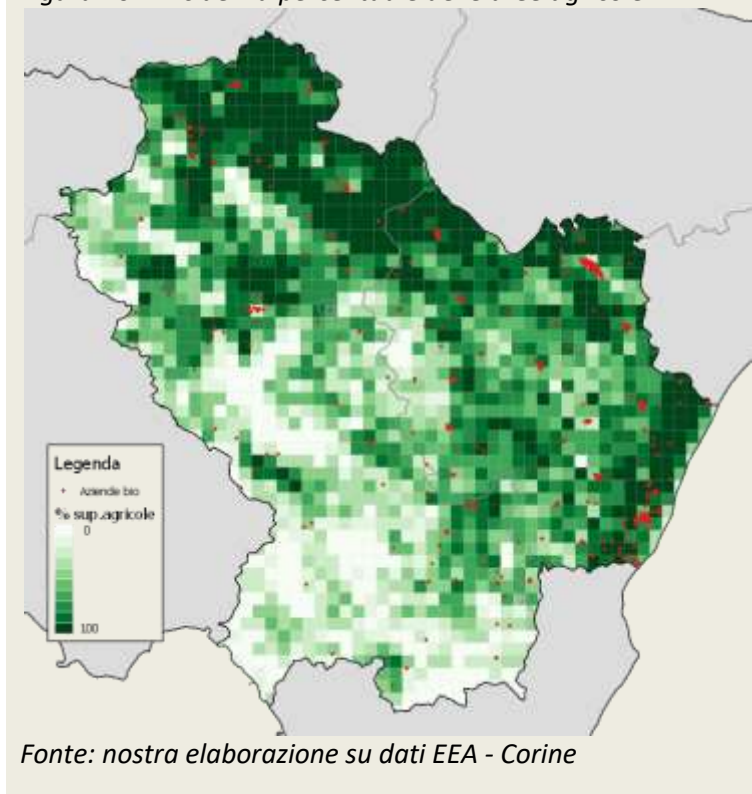 Legenda
Aziende bio
% sup.agricole
0
100
Fonte: nostra elaborazione su dati EEA - Corine